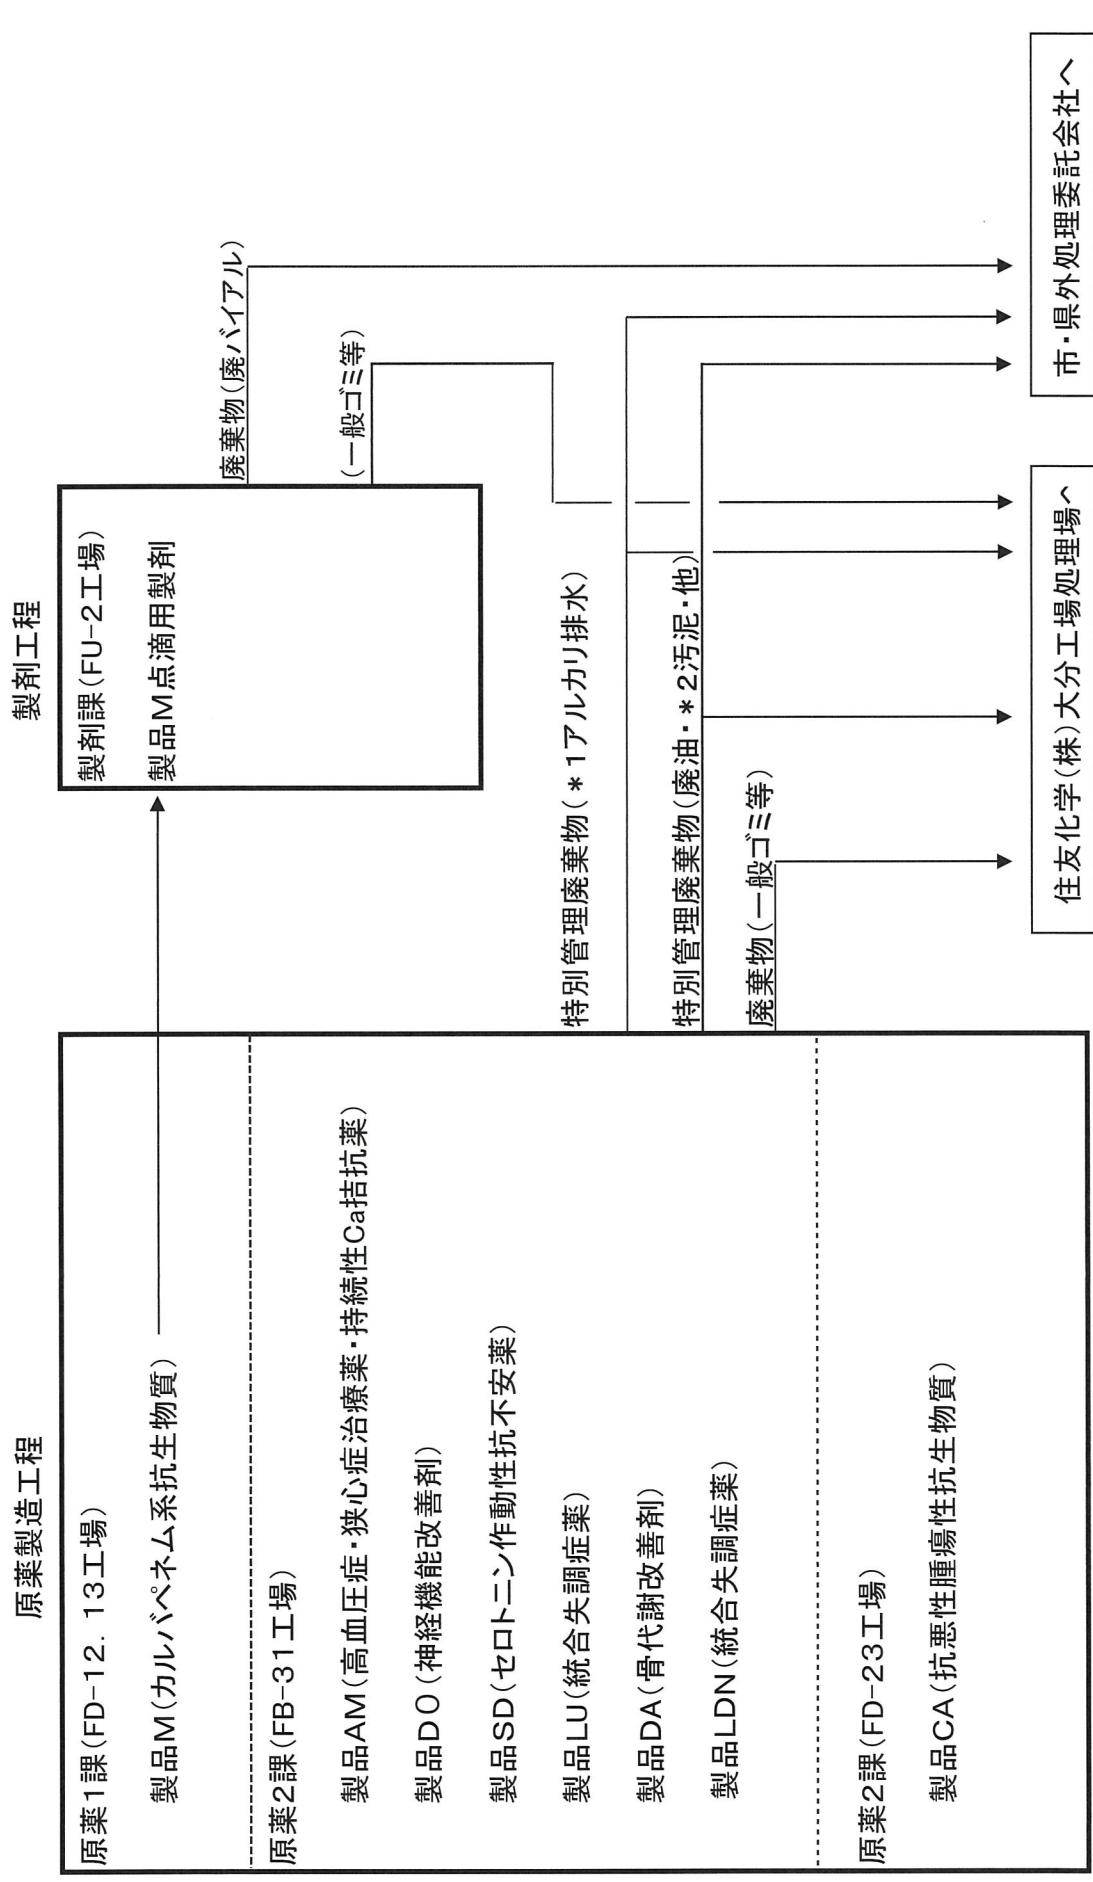 原薬製造工程
原薬1課(FD-12.13工場)
製品M(カルバペネム系抗生物質)
原薬2課(FB-31工場)
製品AM(高血圧症・狭心症治療薬・持続性Ca拮抗薬)
製品DO(神経機能改善剤)
製品SD(セロトニン作動性抗不安薬)
製品LU(統合失調症薬)
製品DA(骨代謝改善剤)
製品LDN(統合失調症薬)
原薬2課(FD-23工場)
製品CA(抗悪性腫瘍性抗生物質)
製剤工程
製剤課(FU-2工場)
製品M点滴用製剤
廃棄物(廃バイアル)
(一般ゴミ等)
特別管理廃棄物(*1アルカリ排水)
特別管理廃棄物(廃油・*2汚泥・他)
廃棄物(一般ゴミ等)
住友化学(株)大分工場処理場へ
市・県外処理委託会社へ